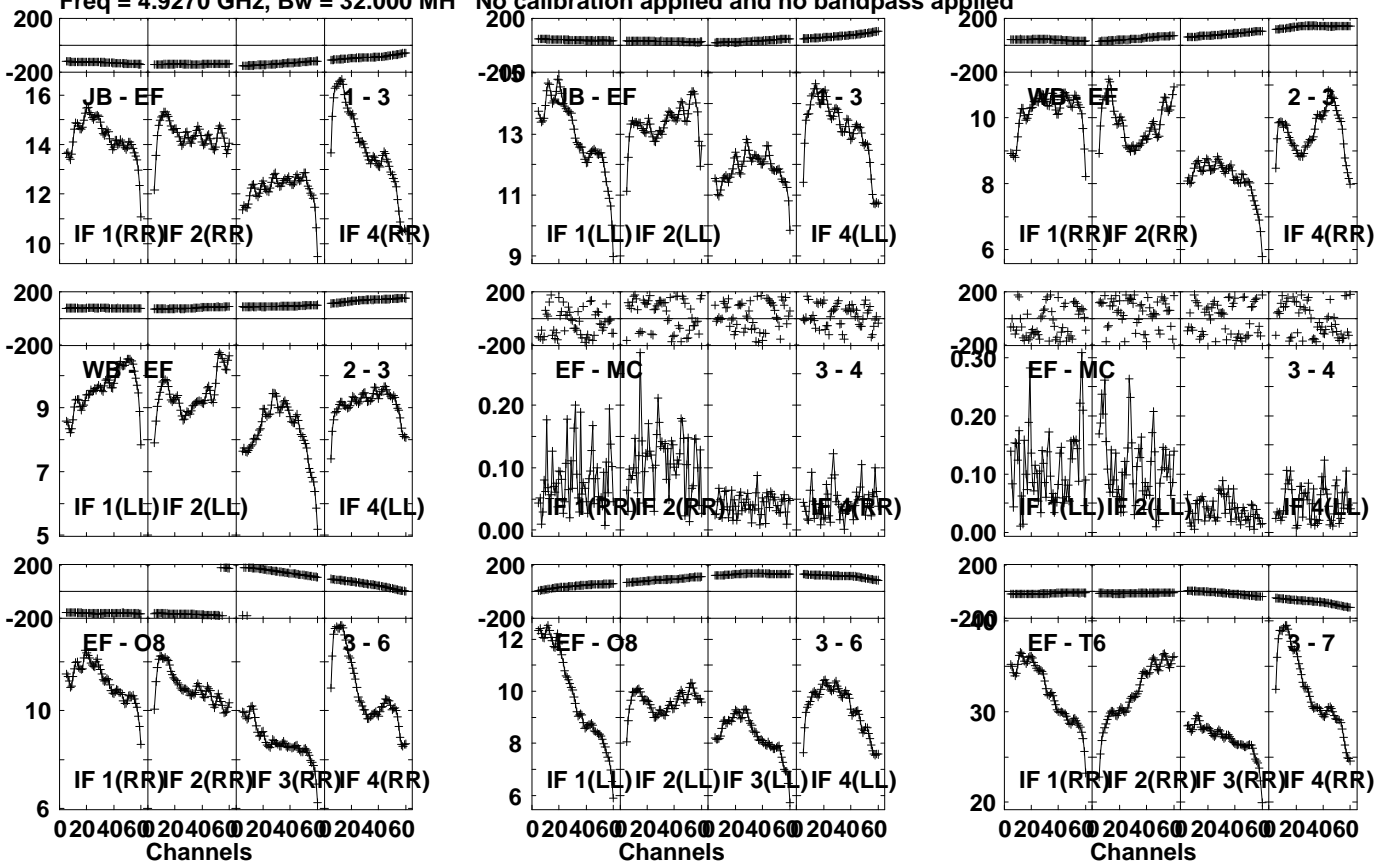 Freq = 4.9270 GHz, Bw = 32.000 MH No calibration applied and no bandpass applied
200
-200
JB - EF 1 - 3
16
14
12
10
IF 1(RR) IF 2(RR) IF 4(RR)
-200
JB - EF 1 - 3
15
13
11
9
IF 1(LL) IF 2(LL) IF 4(LL)
200
-200
WB - EF 2 - 3
10
8
6
IF 1(RR) IF 2(RR) IF 4(RR)
200
-200
WB - EF 2 - 3
9
7
5
IF 1(LL) IF 2(LL) IF 4(LL)
200
-200
EF - MC 3 - 4
0.20
0.10
0.00
IF 1(RR) IF 2(RR) IF 4(RR)
200
-200
EF - MC 3 - 4
0.30
0.20
0.10
0.00
IF 1(LL) IF 2(LL) IF 4(LL)
200
-200
EF - O8 3 - 6
10
6
IF 1(RR) IF 2(RR) IF 3(RR) IF 4(RR)
0 20 40 60 0 20 40 60 0 20 40 60 0 20 40 60
Channels
200
-200
EF - O8 3 - 6
12
10
8
6
IF 1(LL) IF 2(LL) IF 3(LL) IF 4(LL)
0 20 40 60 0 20 40 60 0 20 40 60 0 20 40 60
Channels
200
-200
EF - T6 3 - 7
40
30
20
IF 1(RR) IF 2(RR) IF 3(RR) IF 4(RR)
0 20 40 60 0 20 40 60 0 20 40 60 0 20 40 60
Channels